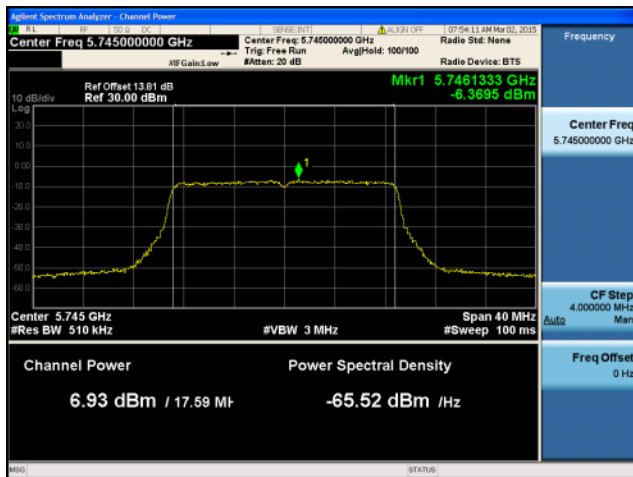 Agilent Spectrum Analyzer - Channel Power
RL RF 50 Ω DC SENSE:INT ALIGN OFF 07:54:11 AM Mar 02, 2015
Center Freq 5.745000000 GHz
Center Freq: 5.745000000 GHz
Radio Std: None
Trig: Free Run Avg|Hold: 100/100
#IFGain:Low
#Atten: 20 dB
Radio Device: BTS
Mkr1 5.7461333 GHz
-6.3695 dBm
Ref Offset 13.81 dB
10 dB/div Ref 30.00 dBm
Log
20.0
10.0
0.00
-10.0
-20.0
-30.0
-40.0
-50.0
-60.0
1
Center 5.745 GHz
Span 40 MHz
#Res BW 510 kHz
#VBW 3 MHz
#Sweep 100 ms
Channel Power
Power Spectral Density
6.93 dBm / 17.59 MH
-65.52 dBm /Hz
MSG
STATUS
Frequency
Center Freq
5.745000000 GHz
CF Step
4.000000 MHz
Auto Man
Freq Offset
0 Hz